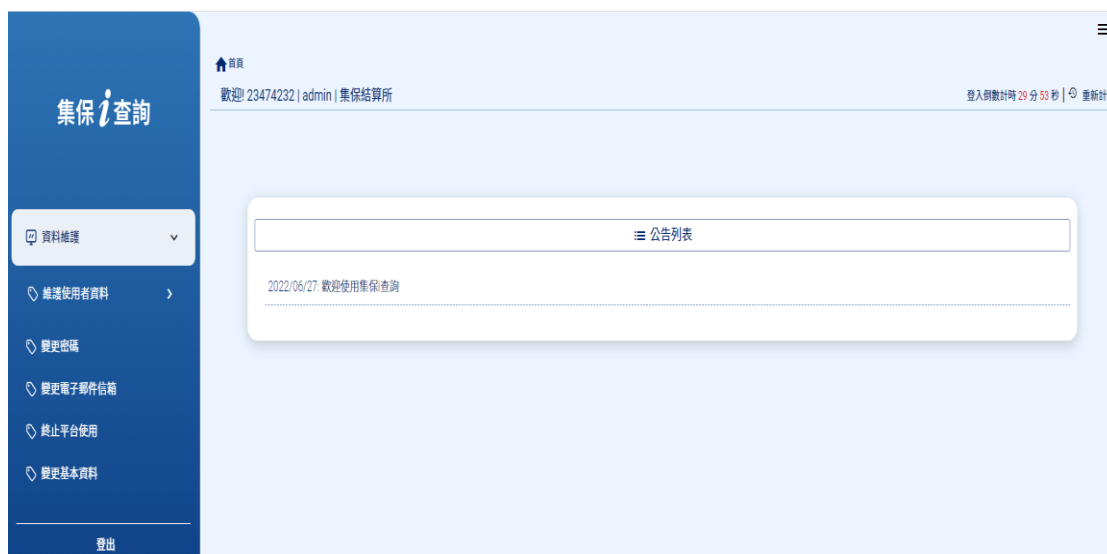 集保i查詢
資料維護
維護使用者資料
變更密碼
變更電子郵件信箱
終止平台使用
變更基本資料
登出
首頁
歡迎! 23474232 | admin | 集保結算所
登入倒數計時 29 分 53 秒 | 重新計
公告列表
2022/06/27: 歡迎使用集保i查詢